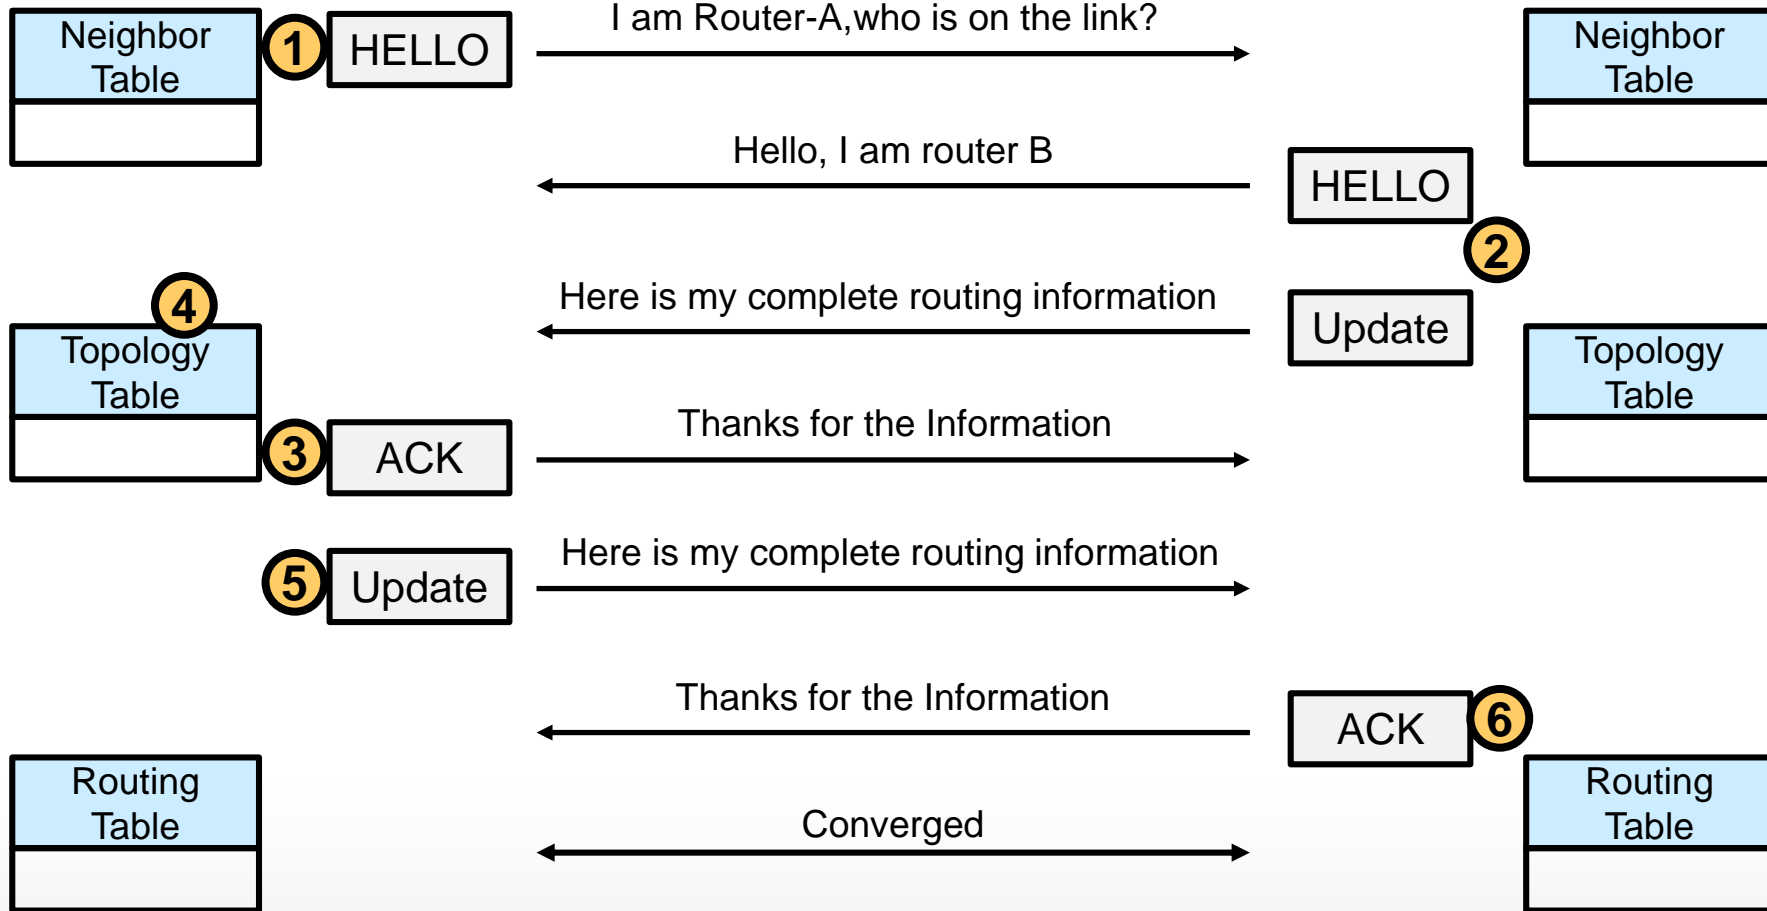 I am Router-A,who is on the link?
Neighbor
Table
1
HELLO
Neighbor
Table
Hello, I am router B
HELLO
2
4
Here is my complete routing information
Update
Topology
Table
Topology
Table
Thanks for the Information
3
ACK
Here is my complete routing information
5
Update
Thanks for the Information
ACK
6
Routing
Table
Converged
Routing
Table